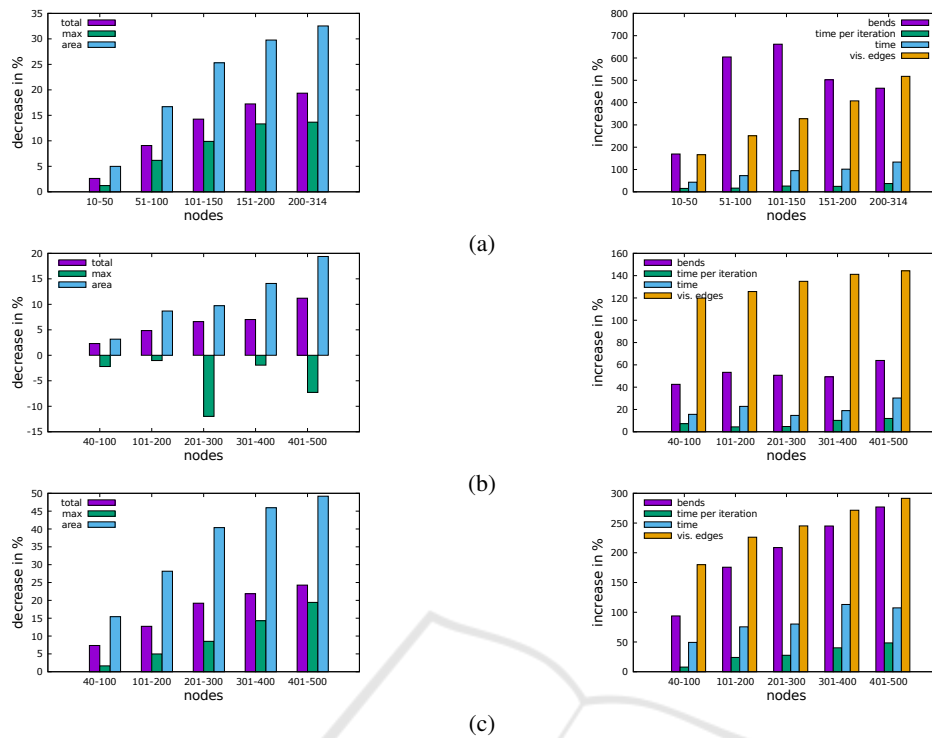 decrease in %
35
30
25
20
15
10
5
0
total
max
area
10-50 51-100 101-150 151-200 200-314
nodes
increase in %
800
700
600
500
400
300
200
100
0
bends
time per iteration
time
vis. edges
10-50 51-100 101-150 151-200 200-314
nodes
(a)
decrease in %
20
15
10
5
0
-5
-10
-15
total
max
area
40-100 101-200 201-300 301-400 401-500
nodes
increase in %
160
140
120
100
80
60
40
20
0
bends
time per iteration
time
vis. edges
40-100 101-200 201-300 301-400 401-500
nodes
(b)
decrease in %
50
45
40
35
30
25
20
15
10
5
0
total
max
area
40-100 101-200 201-300 301-400 401-500
nodes
increase in %
300
250
200
150
100
50
0
bends
time per iteration
time
vis. edges
40-100 101-200 201-300 301-400 401-500
nodes
(c)